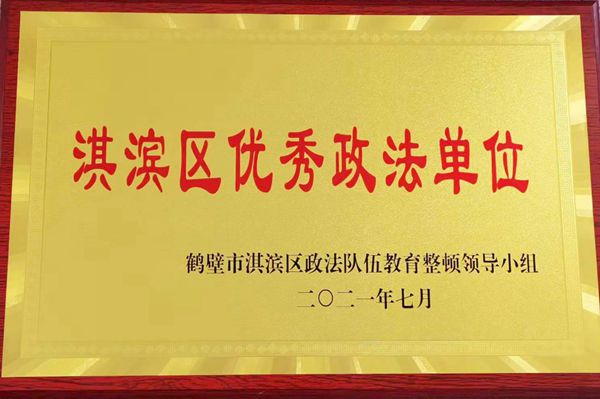 淇滨区优秀政法单位
鹤壁市淇滨区政法队伍教育整顿领导小组
二〇二一年七月